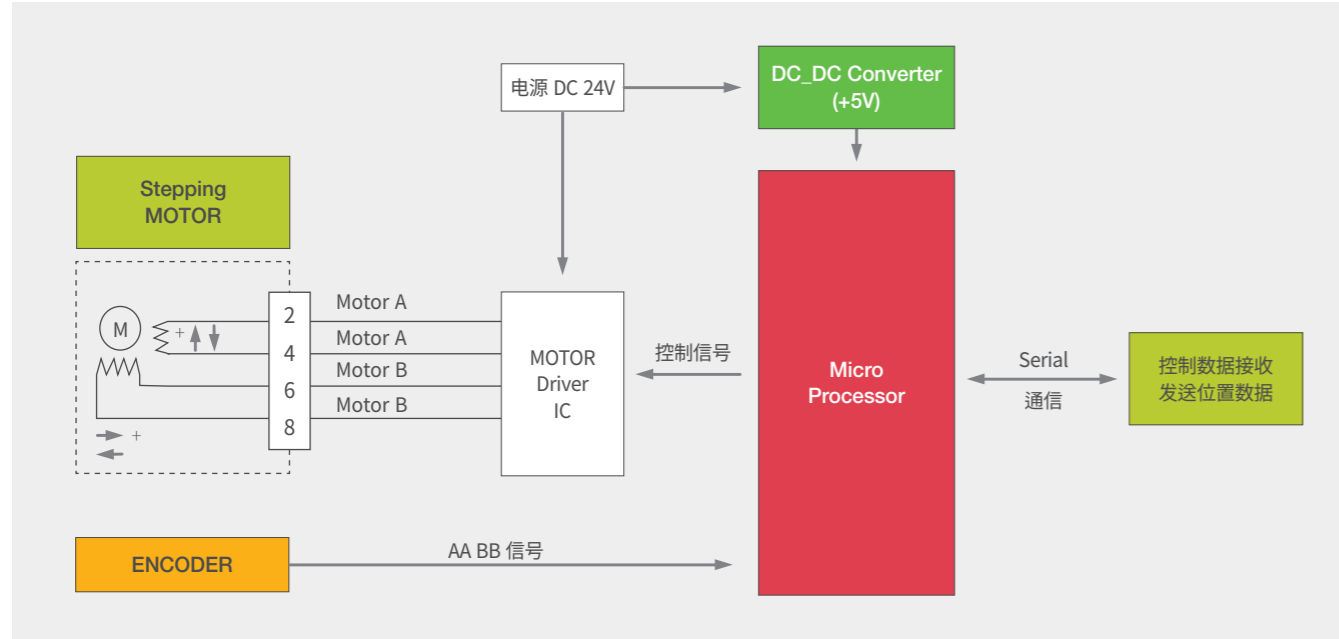 电源 DC 24V
DC_DC Converter
(+5V)
Stepping
MOTOR
M
+
+
2
4
6
8
Motor A
Motor A
Motor B
Motor B
MOTOR
Driver
IC
控制信号
Micro
Processor
Serial
通信
控制数据接收
发送位置数据
ENCODER
AA BB 信号